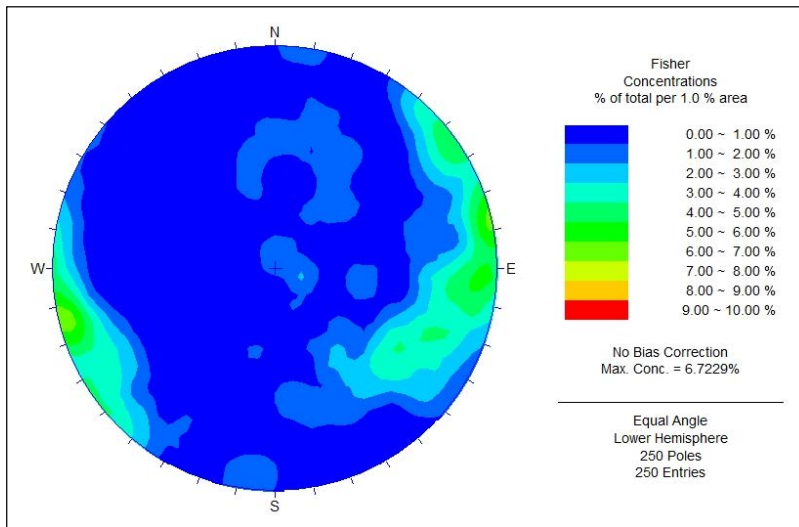 N
W
E
S
Fisher
Concentrations
% of total per 1.0 % area
0.00 ~ 1.00 %
1.00 ~ 2.00 %
2.00 ~ 3.00 %
3.00 ~ 4.00 %
4.00 ~ 5.00 %
5.00 ~ 6.00 %
6.00 ~ 7.00 %
7.00 ~ 8.00 %
8.00 ~ 9.00 %
9.00 ~ 10.00 %
No Bias Correction
Max. Conc. = 6.7229%
Equal Angle
Lower Hemisphere
250 Poles
250 Entries